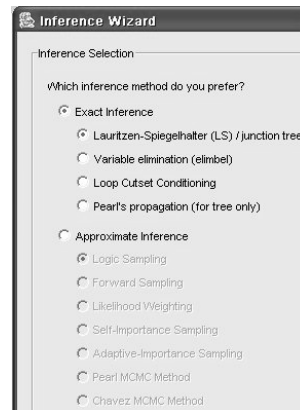 Inference Wizard
Inference Selection
Which inference method do you prefer?
Exact Inference
Lauritzen-Spiegelhalter (LS) / junction tree
Variable elimination (elimbel)
Loop Cutset Conditioning
Pearl's propagation (for tree only)
Approximate Inference
Logic Sampling
Forward Sampling
Likelihood Weighting
Self-Importance Sampling
Adaptive-Importance Sampling
Pearl MCMC Method
Chavez MCMC Method